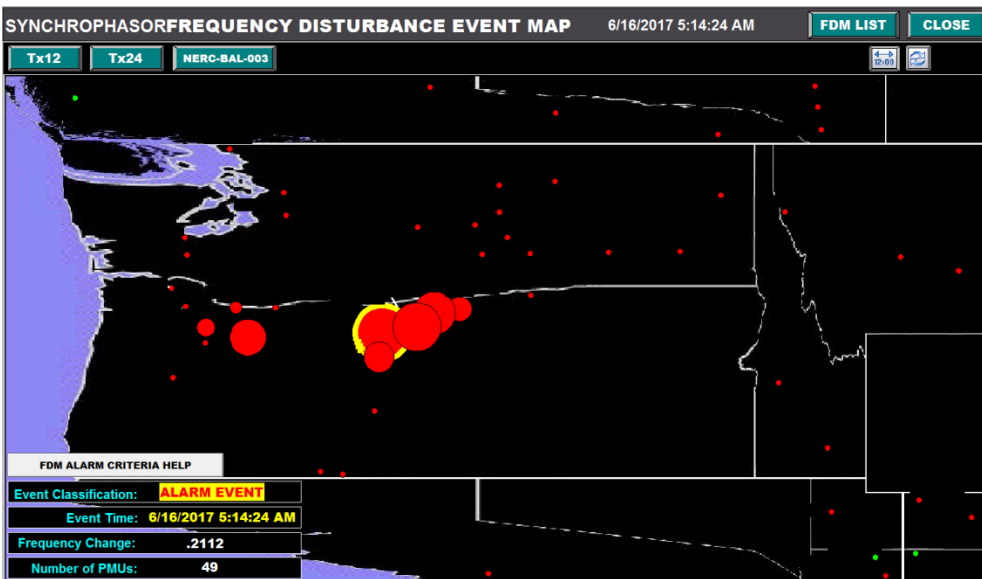 SYNCHROPHASORFREQUENCY DISTURBANCE EVENT MAP 6/16/2017 5:14:24 AM FDM LIST CLOSE
Tx12 Tx24 NERC-BAL-003 12:00
FDM ALARM CRITERIA HELP
Event Classification: ALARM EVENT
Event Time: 6/16/2017 5:14:24 AM
Frequency Change: .2112
Number of PMUs: 49